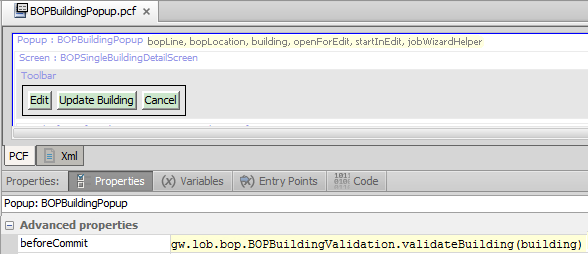 BOPBuildingPopup.pcf
Popup : BOPBuildingPopup bopLine, bopLocation, building, openForEdit, startInEdit, jobWizardHelper
Screen : BOPSingleBuildingDetailScreen
Toolbar
Edit Update Building Cancel
PCF Xml
Properties: Properties (x) Variables Entry Points Code
Popup: BOPBuildingPopup
Advanced properties
beforeCommit gw.lob.bop.BOPBuildingValidation.validateBuilding(building)